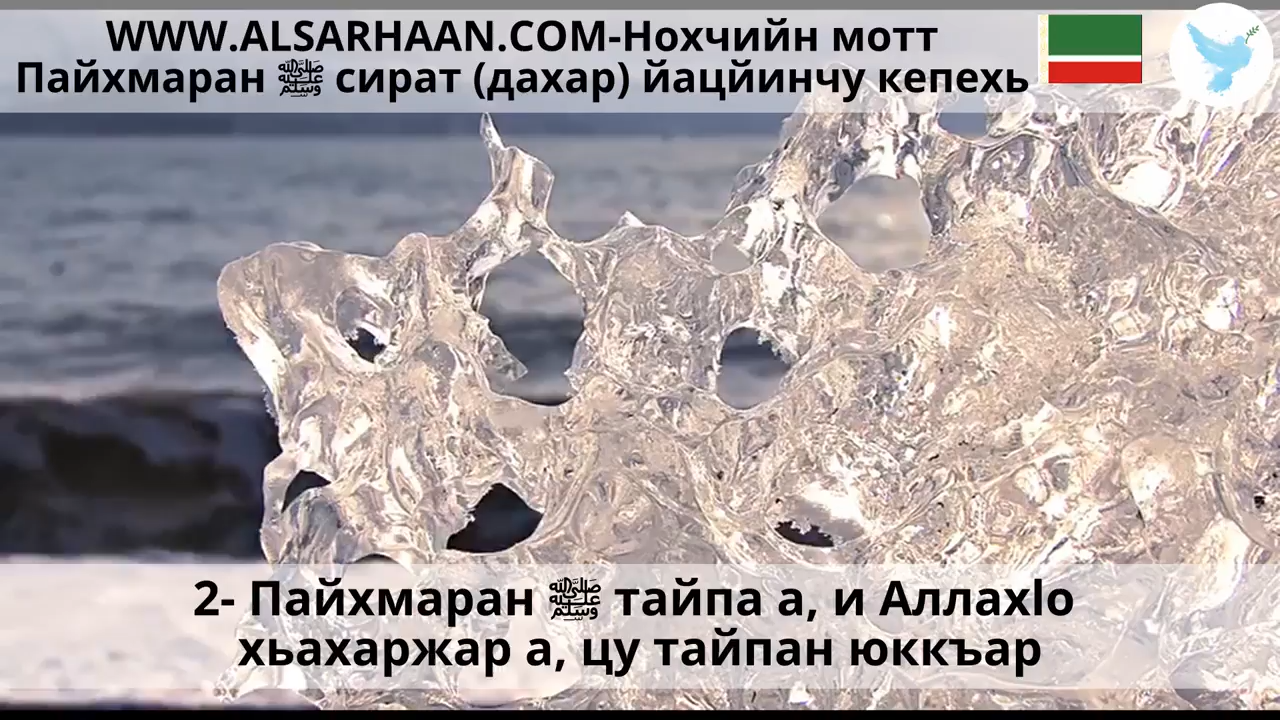 WWW.ALSARHAAN.COM-Нохчийн мотт
Пайхмаран ﷺ сират (дахар) йацйинчу кепехь
2- Пайхмаран ﷺ тайпа а, и Аллахlо
хьахаржар а, цу тайпан юккъар